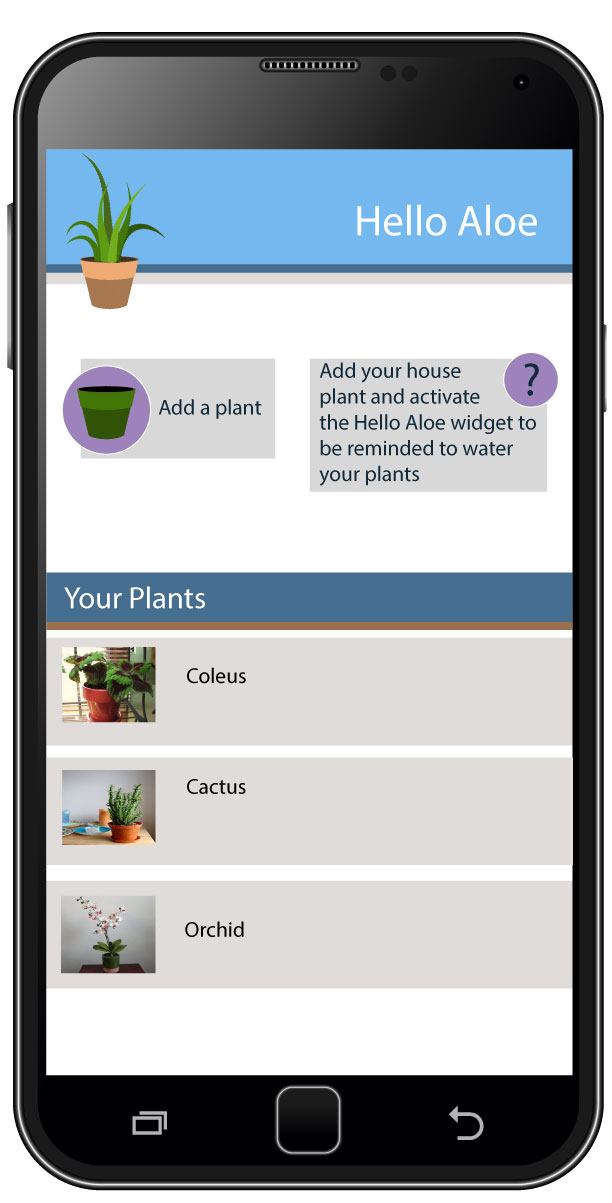 Hello Aloe
Add a plant
Add your house
plant and activate
the Hello Aloe widget to
be reminded to water
your plants
?
Your Plants
Coleus
Cactus
Orchid